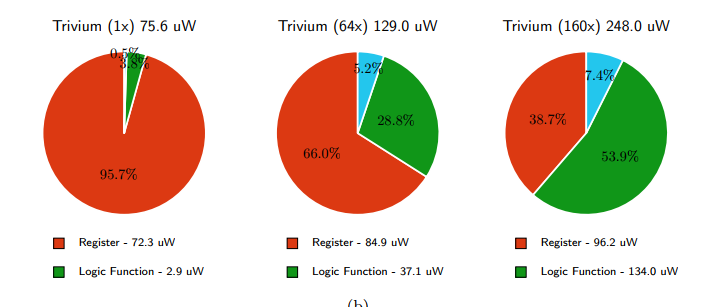 Trivium (1x) 75.6 uW
Trivium (64x) 129.0 uW
Trivium (160x) 248.0 uW
0.5%
3.8%
95.7%
5.2%
28.8%
66.0%
7.4%
38.7%
53.9%
Register - 72.3 uW
Logic Function - 2.9 uW
Register - 84.9 uW
Logic Function - 37.1 uW
Register - 96.2 uW
Logic Function - 134.0 uW
(b)